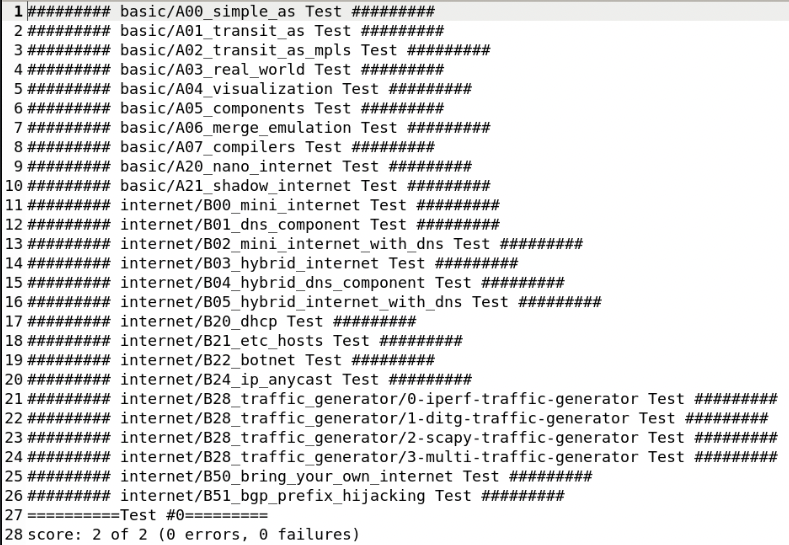 1 ######### basic/A00_simple_as Test #########
2 ######### basic/A01_transit_as Test #########
3 ######### basic/A02_transit_as_mpls Test #########
4 ######### basic/A03_real_world Test #########
5 ######### basic/A04_visualization Test #########
6 ######### basic/A05_components Test #########
7 ######### basic/A06_merge_emulation Test #########
8 ######### basic/A07_compilers Test #########
9 ######### basic/A20_nano_internet Test #########
10 ######### basic/A21_shadow_internet Test #########
11 ######### internet/B00_mini_internet Test #########
12 ######### internet/B01_dns_component Test #########
13 ######### internet/B02_mini_internet_with_dns Test #########
14 ######### internet/B03_hybrid_internet Test #########
15 ######### internet/B04_hybrid_dns_component Test #########
16 ######### internet/B05_hybrid_internet_with_dns Test #########
17 ######### internet/B20_dhcp Test #########
18 ######### internet/B21_etc_hosts Test #########
19 ######### internet/B22_botnet Test #########
20 ######### internet/B24_ip_anycast Test #########
21 ######### internet/B28_traffic_generator/0-iperf-traffic-generator Test #########
22 ######### internet/B28_traffic_generator/1-ditg-traffic-generator Test #########
23 ######### internet/B28_traffic_generator/2-scapy-traffic-generator Test #########
24 ######### internet/B28_traffic_generator/3-multi-traffic-generator Test #########
25 ######### internet/B50_bring_your_own_internet Test #########
26 ######### internet/B51_bgp_prefix_hijacking Test #########
27 ==========Test #0=========
28 score: 2 of 2 (0 errors, 0 failures)